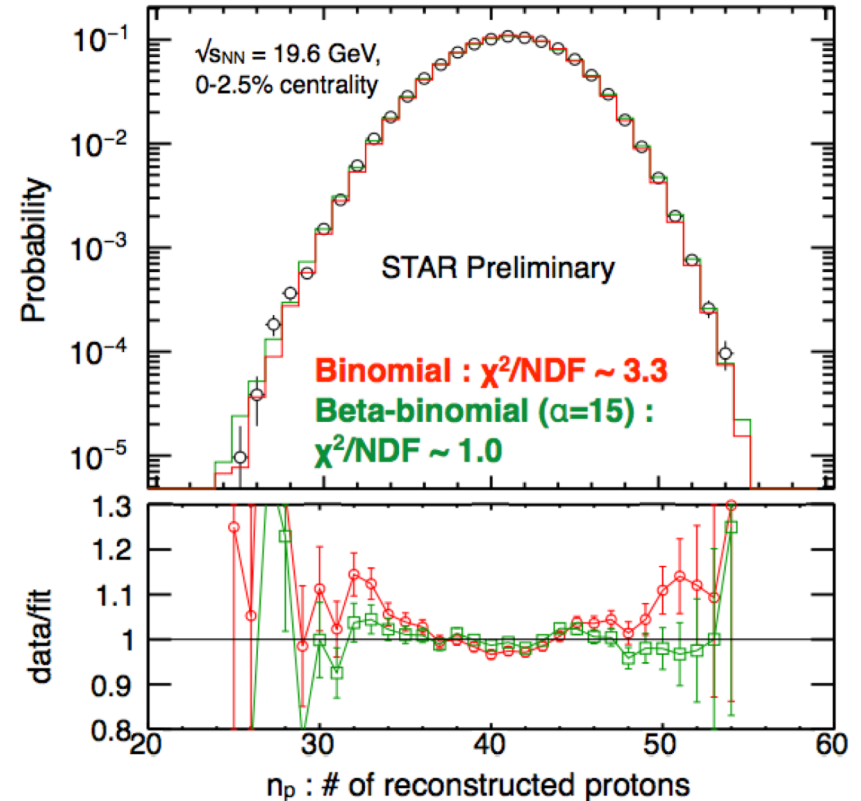 √sNN = 19.6 GeV,
0-2.5% centrality
10⁻¹
10⁻²
10⁻³
10⁻⁴
10⁻⁵
Probability
STAR Preliminary
Binomial : χ²/NDF ~ 3.3
Beta-binomial (α=15) :
χ²/NDF ~ 1.0
1.3
1.2
1.1
1
0.9
0.8
data/fit
20 30 40 50 60
nₚ : # of reconstructed protons